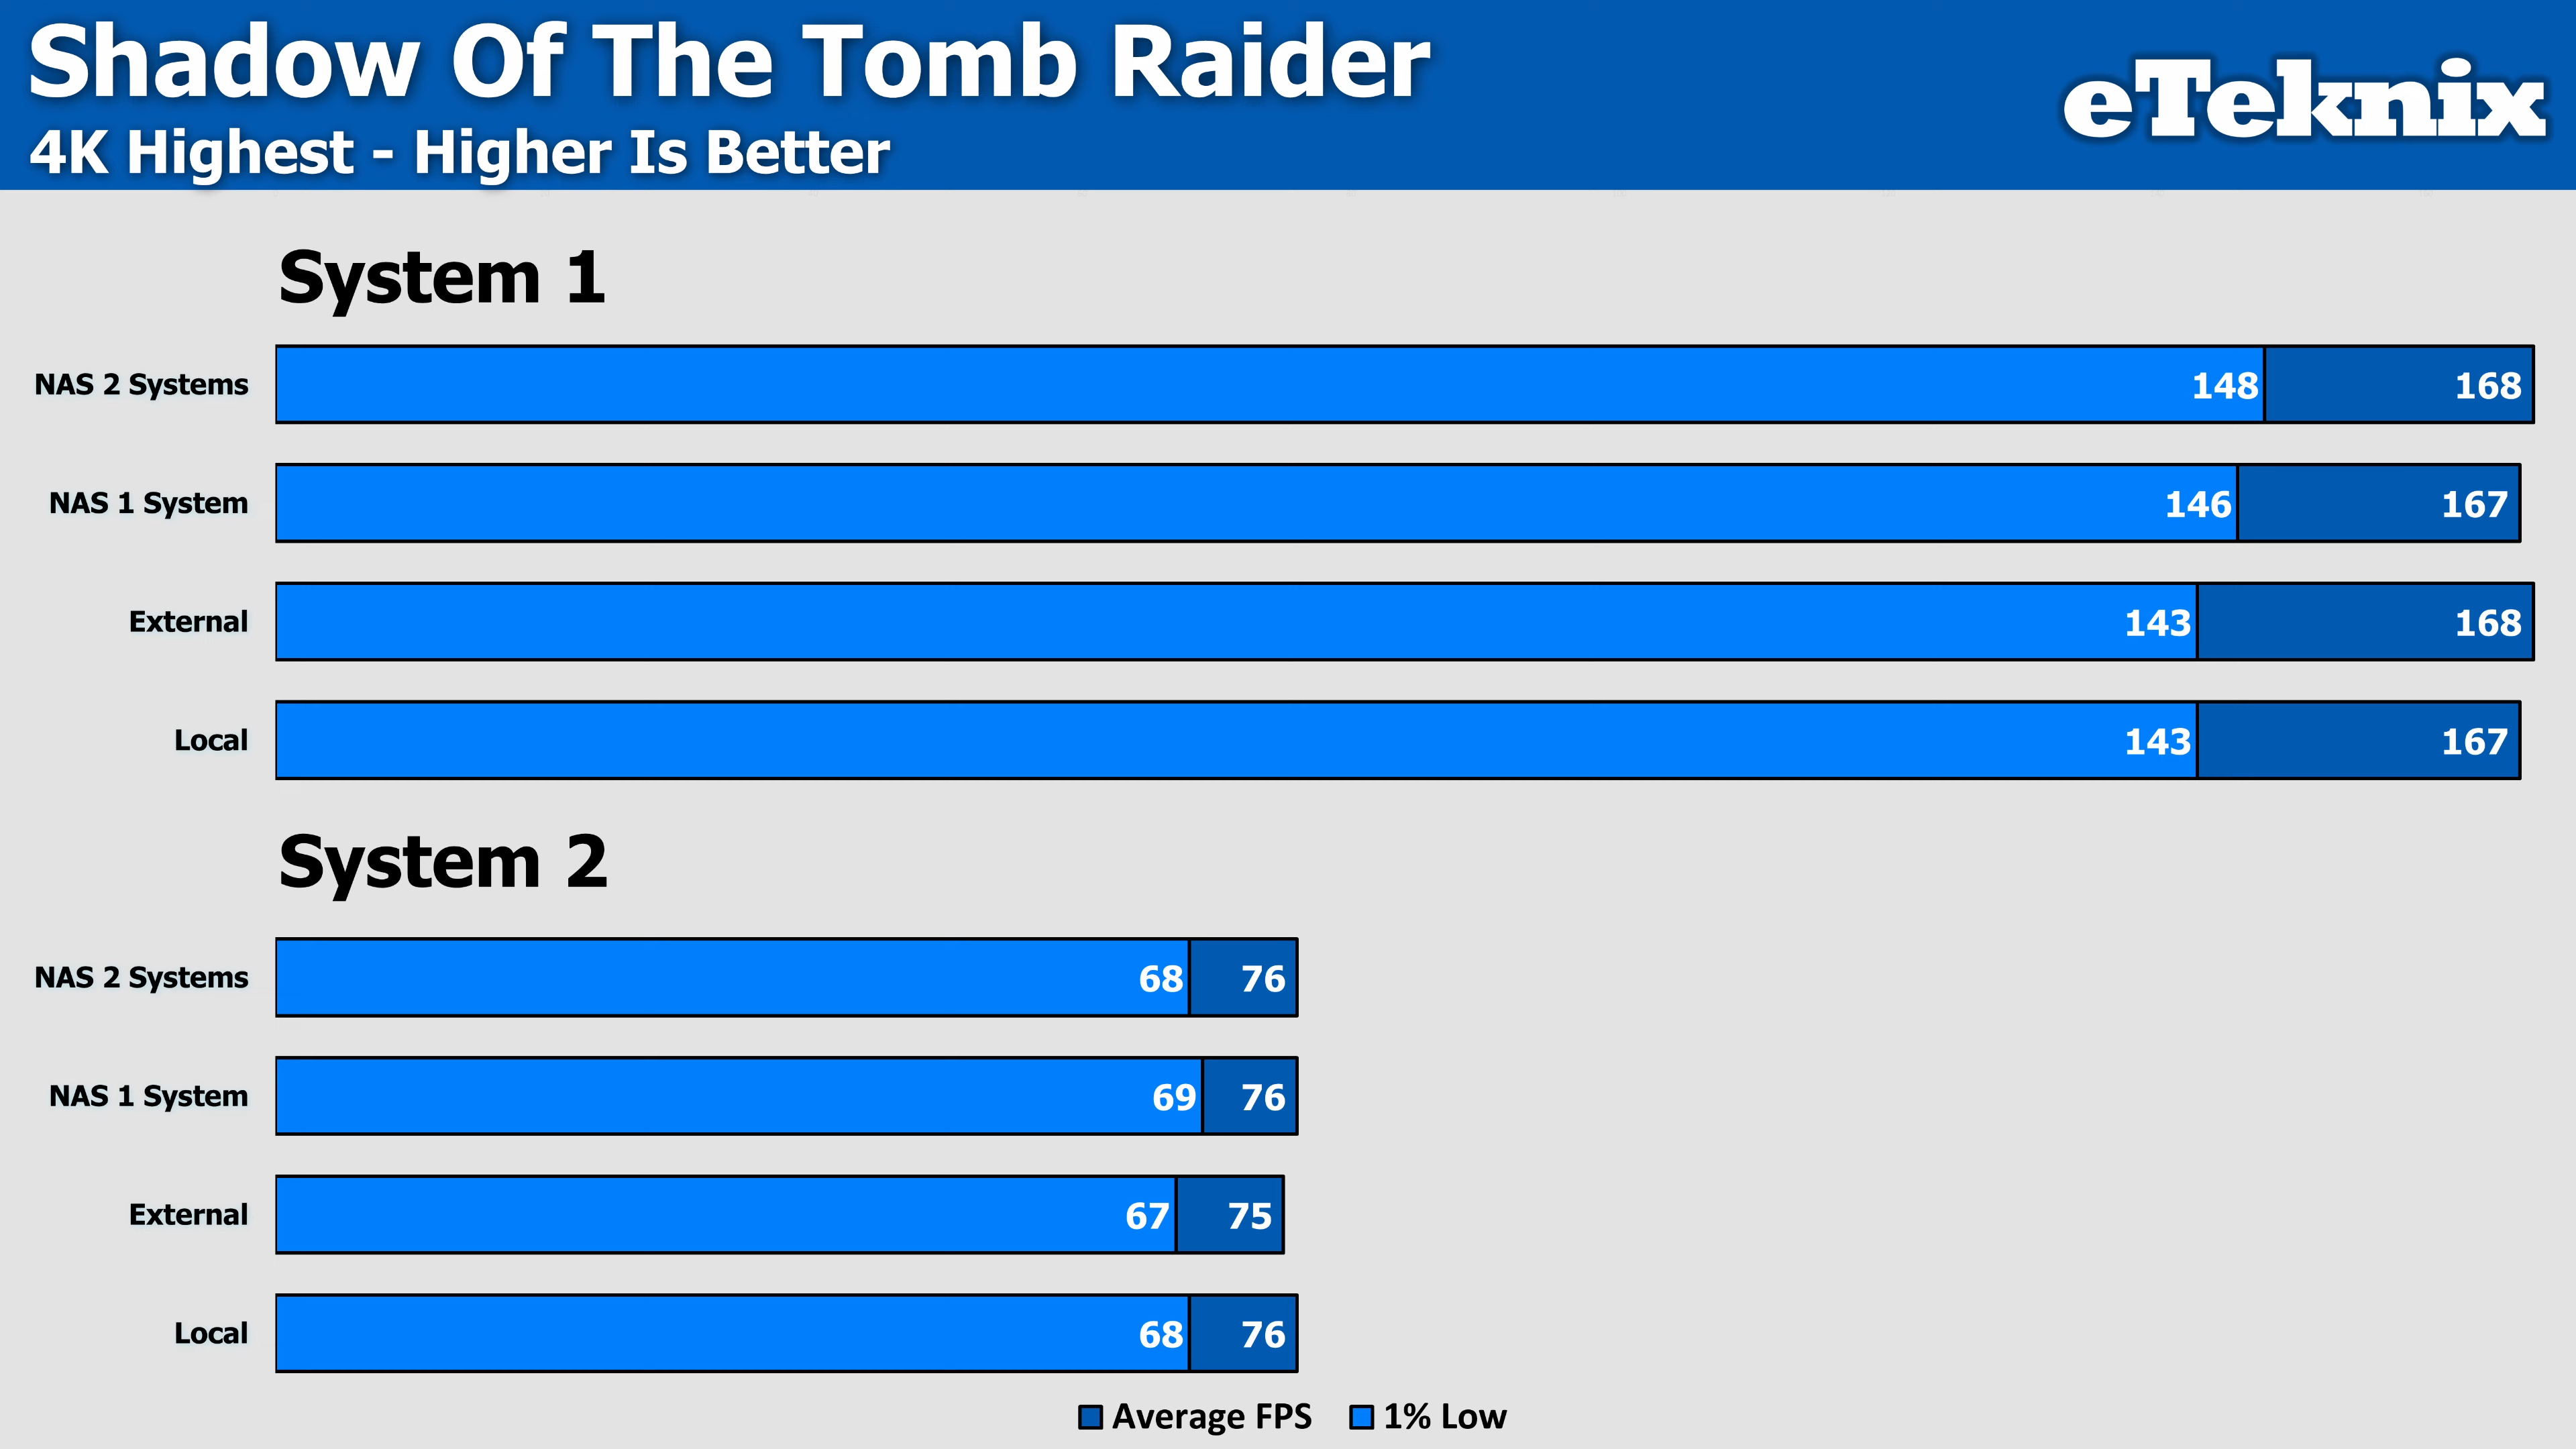 Shadow Of The Tomb Raider
4K Highest - Higher Is Better
eTeknix
System 1
NAS 2 Systems 148 168
NAS 1 System 146 167
External 143 168
Local 143 167
System 2
NAS 2 Systems 68 76
NAS 1 System 69 76
External 67 75
Local 68 76
Average FPS 1% Low